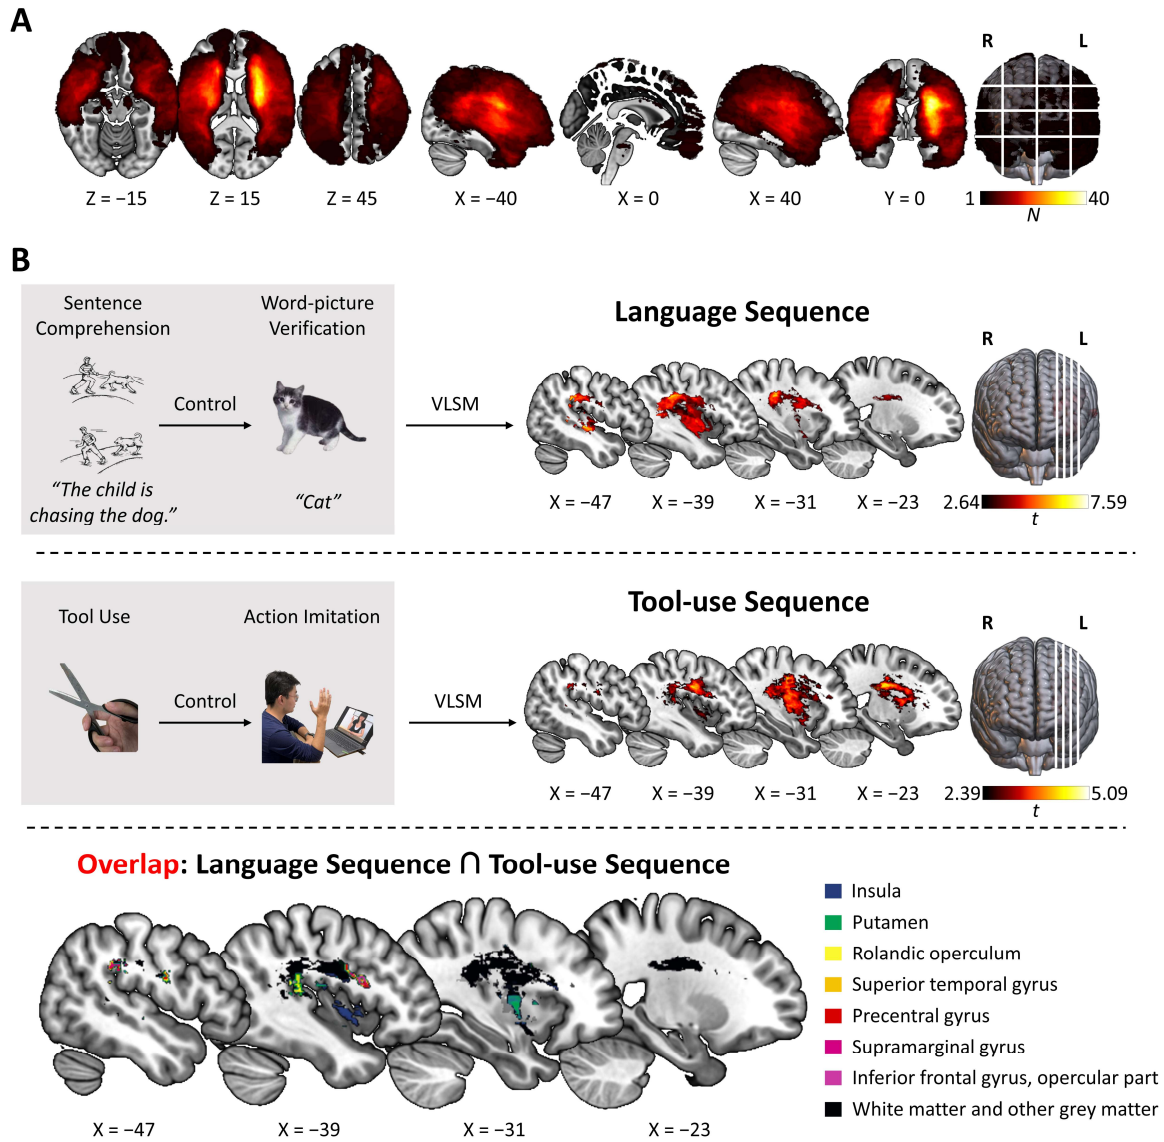 A
R L
Z = −15 Z = 15 Z = 45 X = −40 X = 0 X = 40 Y = 0 1 40
N
B
Sentence Comprehension
Word-picture Verification
Control
“The child is
chasing the dog.”
“Cat”
VLSM
Language Sequence
R L
X = −47 X = −39 X = −31 X = −23 2.64 7.59
t
Tool Use
Action Imitation
Control
VLSM
Tool-use Sequence
R L
X = −47 X = −39 X = −31 X = −23 2.39 5.09
t
Overlap: Language Sequence ∩ Tool-use Sequence
X = −47 X = −39 X = −31 X = −23
Insula
Putamen
Rolandic operculum
Superior temporal gyrus
Precentral gyrus
Supramarginal gyrus
Inferior frontal gyrus, opercular part
White matter and other grey matter